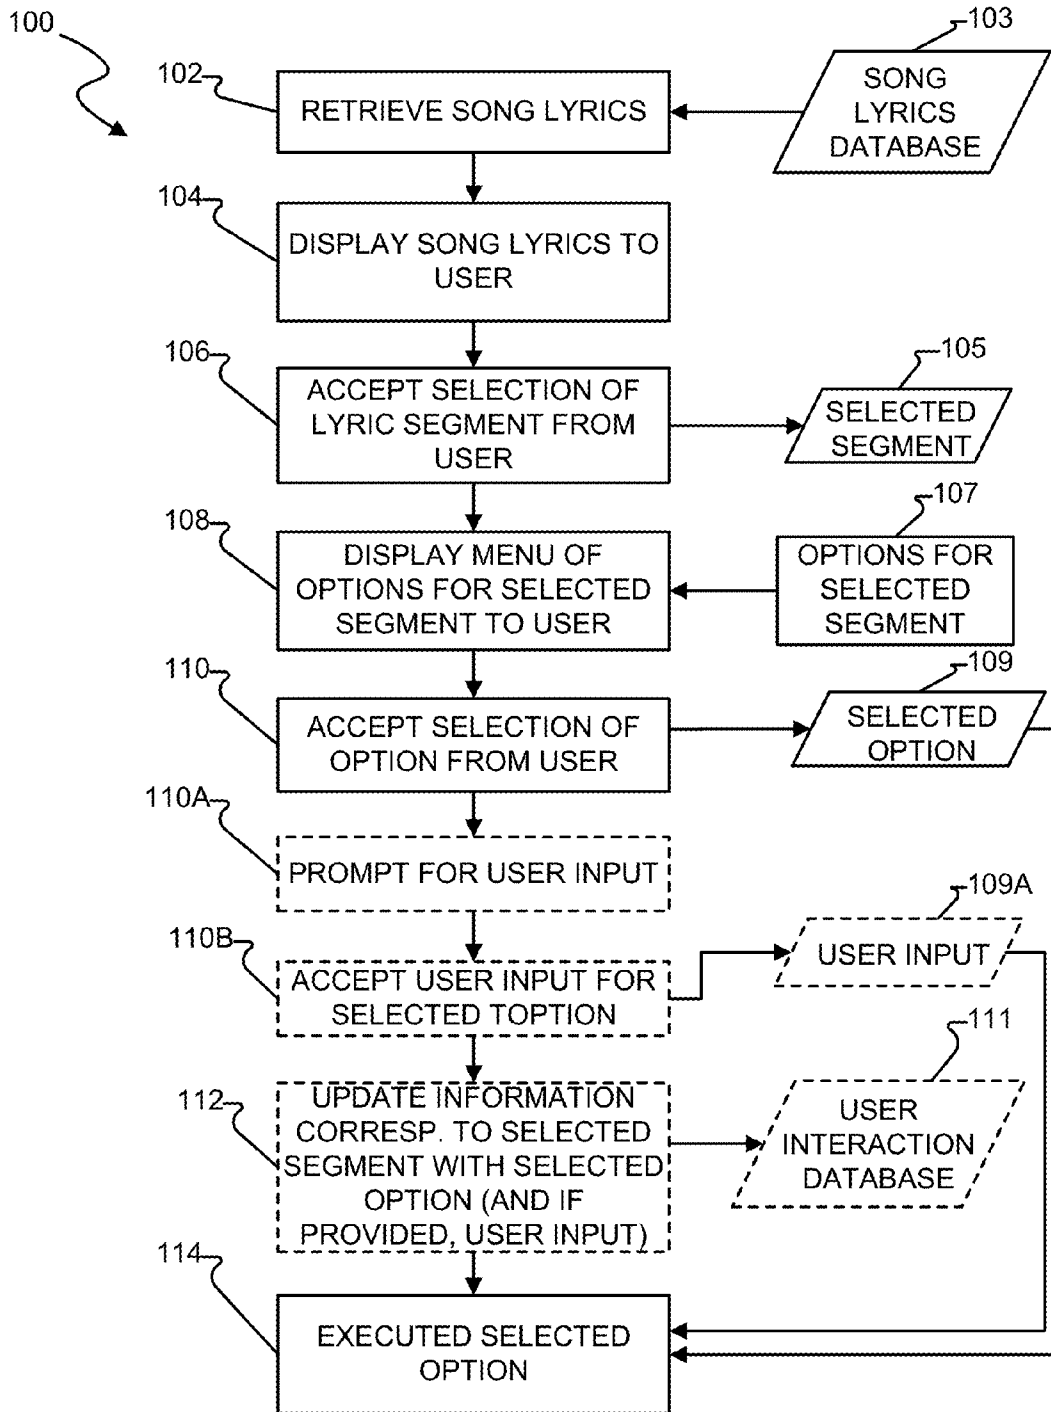 100
102
RETRIEVE SONG LYRICS
103
SONG
LYRICS
DATABASE
104
DISPLAY SONG LYRICS TO
USER
106
ACCEPT SELECTION OF
LYRIC SEGMENT FROM
USER
105
SELECTED
SEGMENT
108
DISPLAY MENU OF
OPTIONS FOR SELECTED
SEGMENT TO USER
107
OPTIONS FOR
SELECTED
SEGMENT
110
ACCEPT SELECTION OF
OPTION FROM USER
109
SELECTED
OPTION
110A
PROMPT FOR USER INPUT
110B
ACCEPT USER INPUT FOR
SELECTED TOPTION
109A
USER INPUT
112
UPDATE INFORMATION
CORRESP. TO SELECTED
SEGMENT WITH SELECTED
OPTION (AND IF
PROVIDED, USER INPUT)
111
USER
INTERACTION
DATABASE
114
EXECUTED SELECTED
OPTION